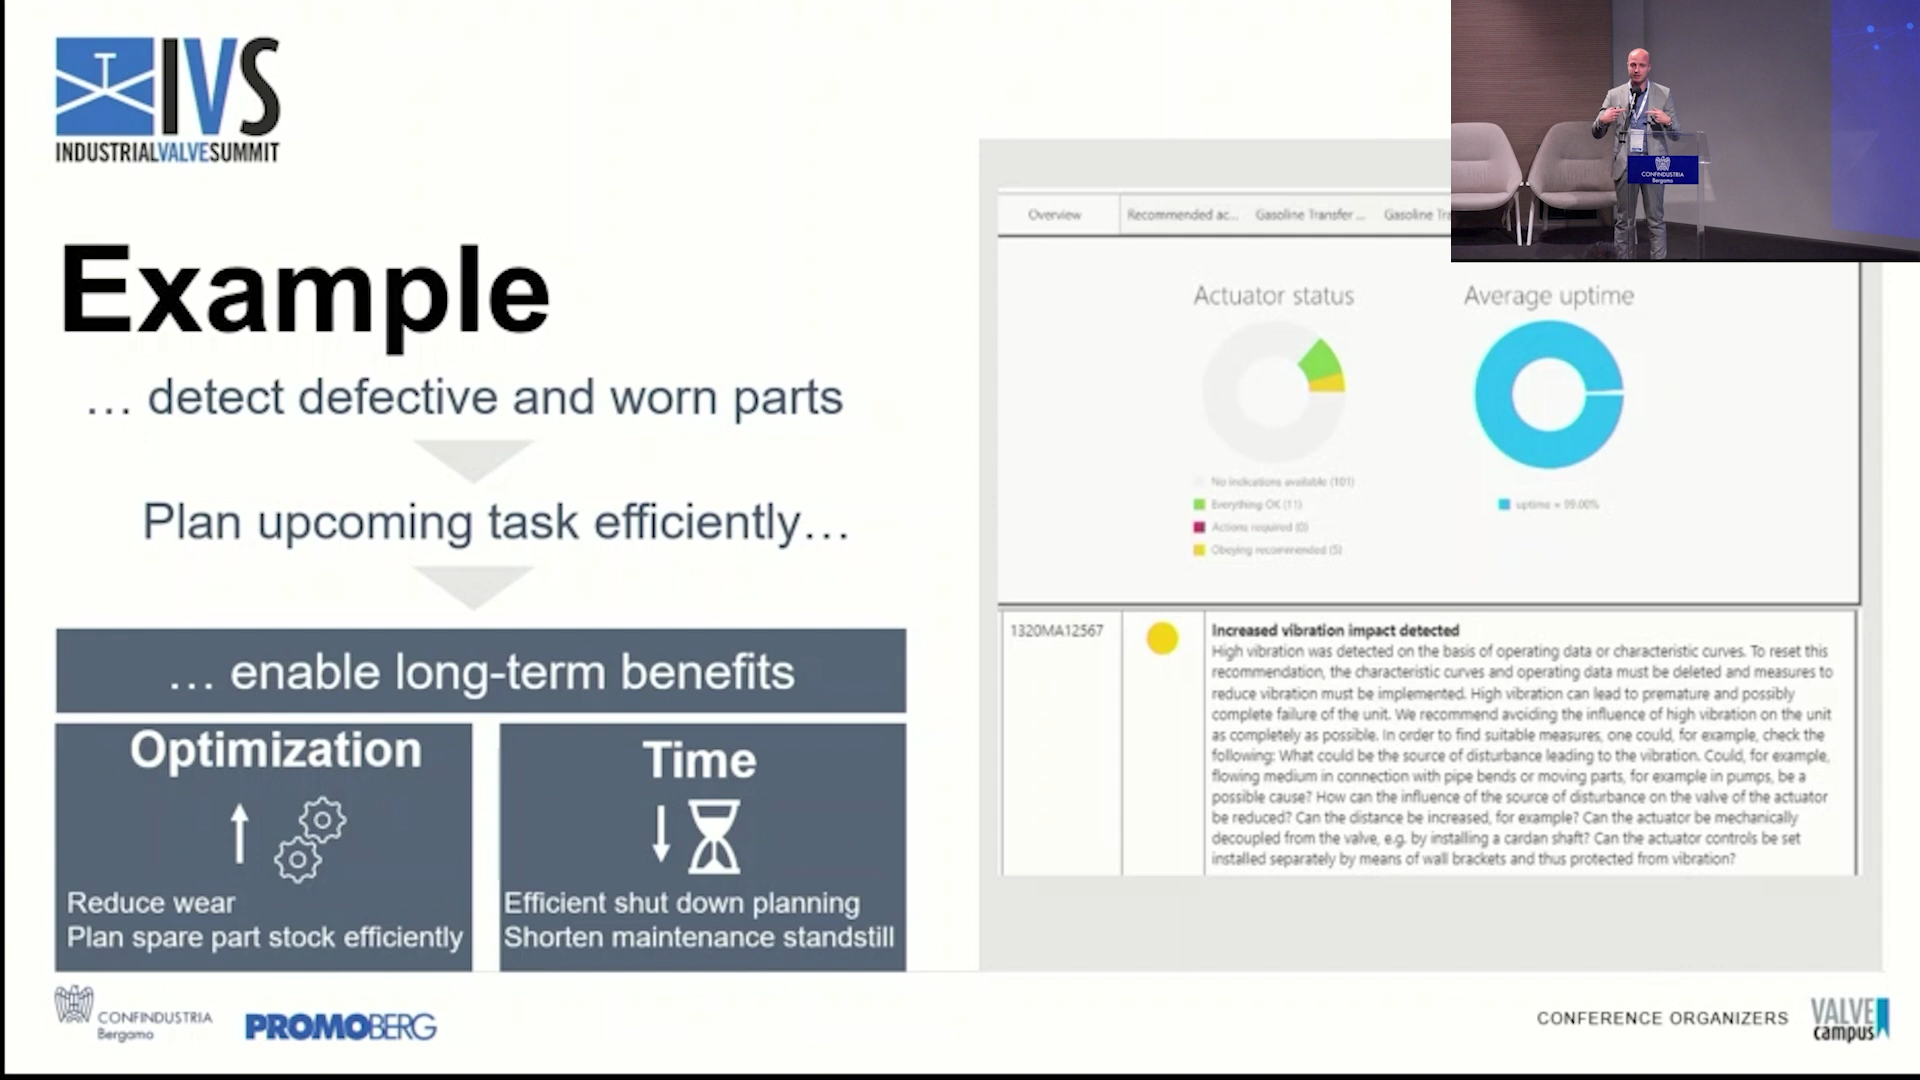 IVS
INDUSTRIALVALVESUMMIT
Example
… detect defective and worn parts
Plan upcoming task efficiently…
… enable long-term benefits
Optimization
Reduce wear
Plan spare part stock efficiently
Time
Efficient shut down planning
Shorten maintenance standstill
Overview
Recommended ac...
Gasoline Transfer ...
Gasoline Tra
Actuator status
No indications available (101)
Everything OK (11)
Actions required (0)
Obeying recommended (5)
Average uptime
uptime = 99.00%
1320MA12567
Increased vibration impact detected
High vibration was detected on the basis of operating data or characteristic curves. To reset this
recommendation, the characteristic curves and operating data must be deleted and measures to
reduce vibration must be implemented. High vibration can lead to premature and possibly
complete failure of the unit. We recommend avoiding the influence of high vibration on the unit
as completely as possible. In order to find suitable measures, one could, for example, check the
following: What could be the source of disturbance leading to the vibration. Could, for example,
flowing medium in connection with pipe bends or moving parts, for example in pumps, be a
possible cause? How can the influence of the source of disturbance on the valve of the actuator
be reduced? Can the distance be increased, for example? Can the actuator be mechanically
decoupled from the valve, e.g. by installing a cardan shaft? Can the actuator controls be set
installed separately by means of wall brackets and thus protected from vibration?
CONFINDUSTRIA
Bergamo
CONFINDUSTRIA
Bergamo
PROMOBERG
CONFERENCE ORGANIZERS
VALVE
campus